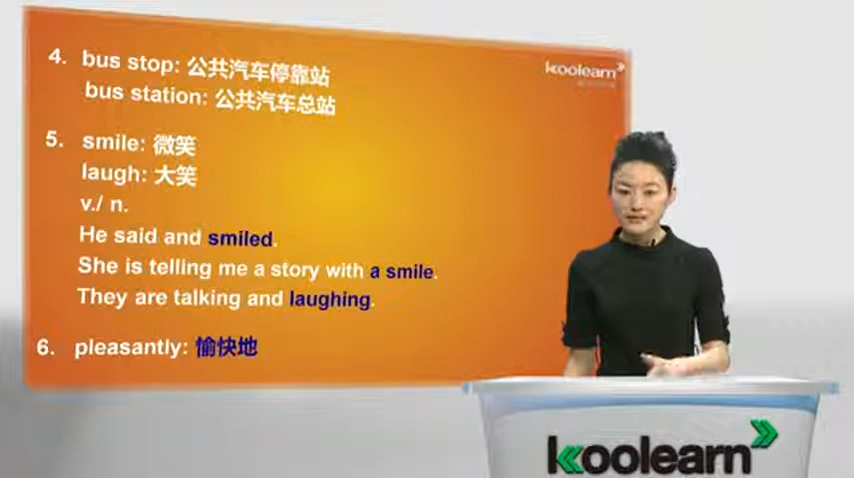 4. bus stop: 公共汽车停靠站
bus station: 公共汽车总站
5. smile: 微笑
laugh: 大笑
v./ n.
He said and smiled.
She is telling me a story with a smile.
They are talking and laughing.
6. pleasantly: 愉快地
koolearn
koolearn